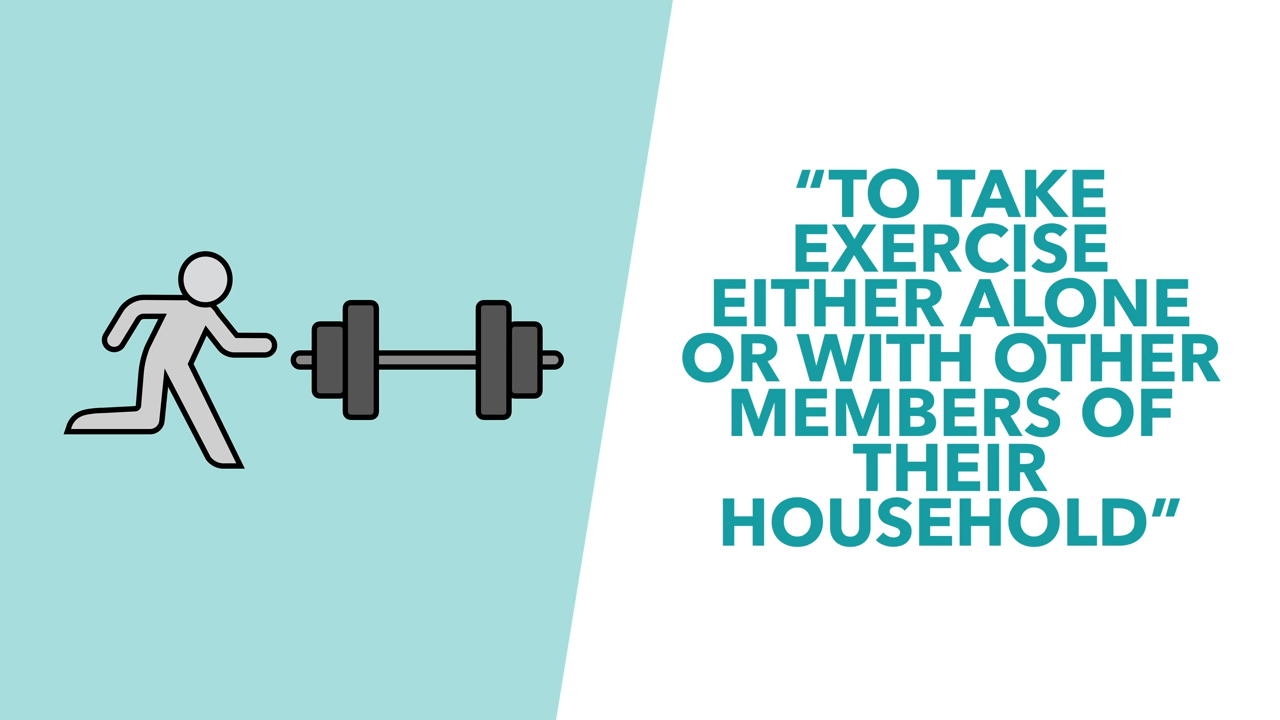 “TO TAKE
EXERCISE
EITHER ALONE
OR WITH OTHER
MEMBERS OF
THEIR
HOUSEHOLD”